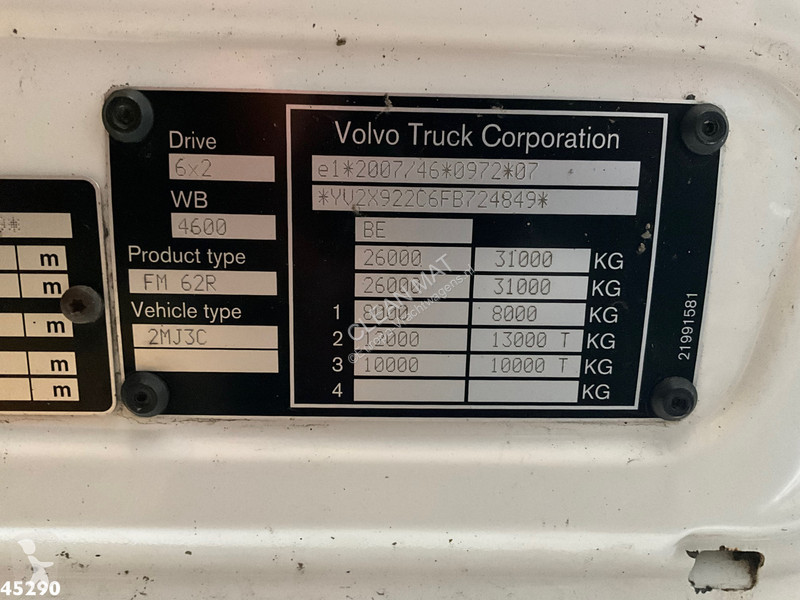 Drive
6x2
WB
4600
Product type
FM 62R
Vehicle type
2MJ3C
Volvo Truck Corporation
e1*2007/46*0972*07
*YV2X922C6FB724849*
BE
26000 31000 KG
26000 31000 KG
1 8000 8000 KG
2 12000 13000 T KG
3 10000 10000 T KG
4 KG
21991581
*
m
m
m
m
m
CLEAN MAT
45290